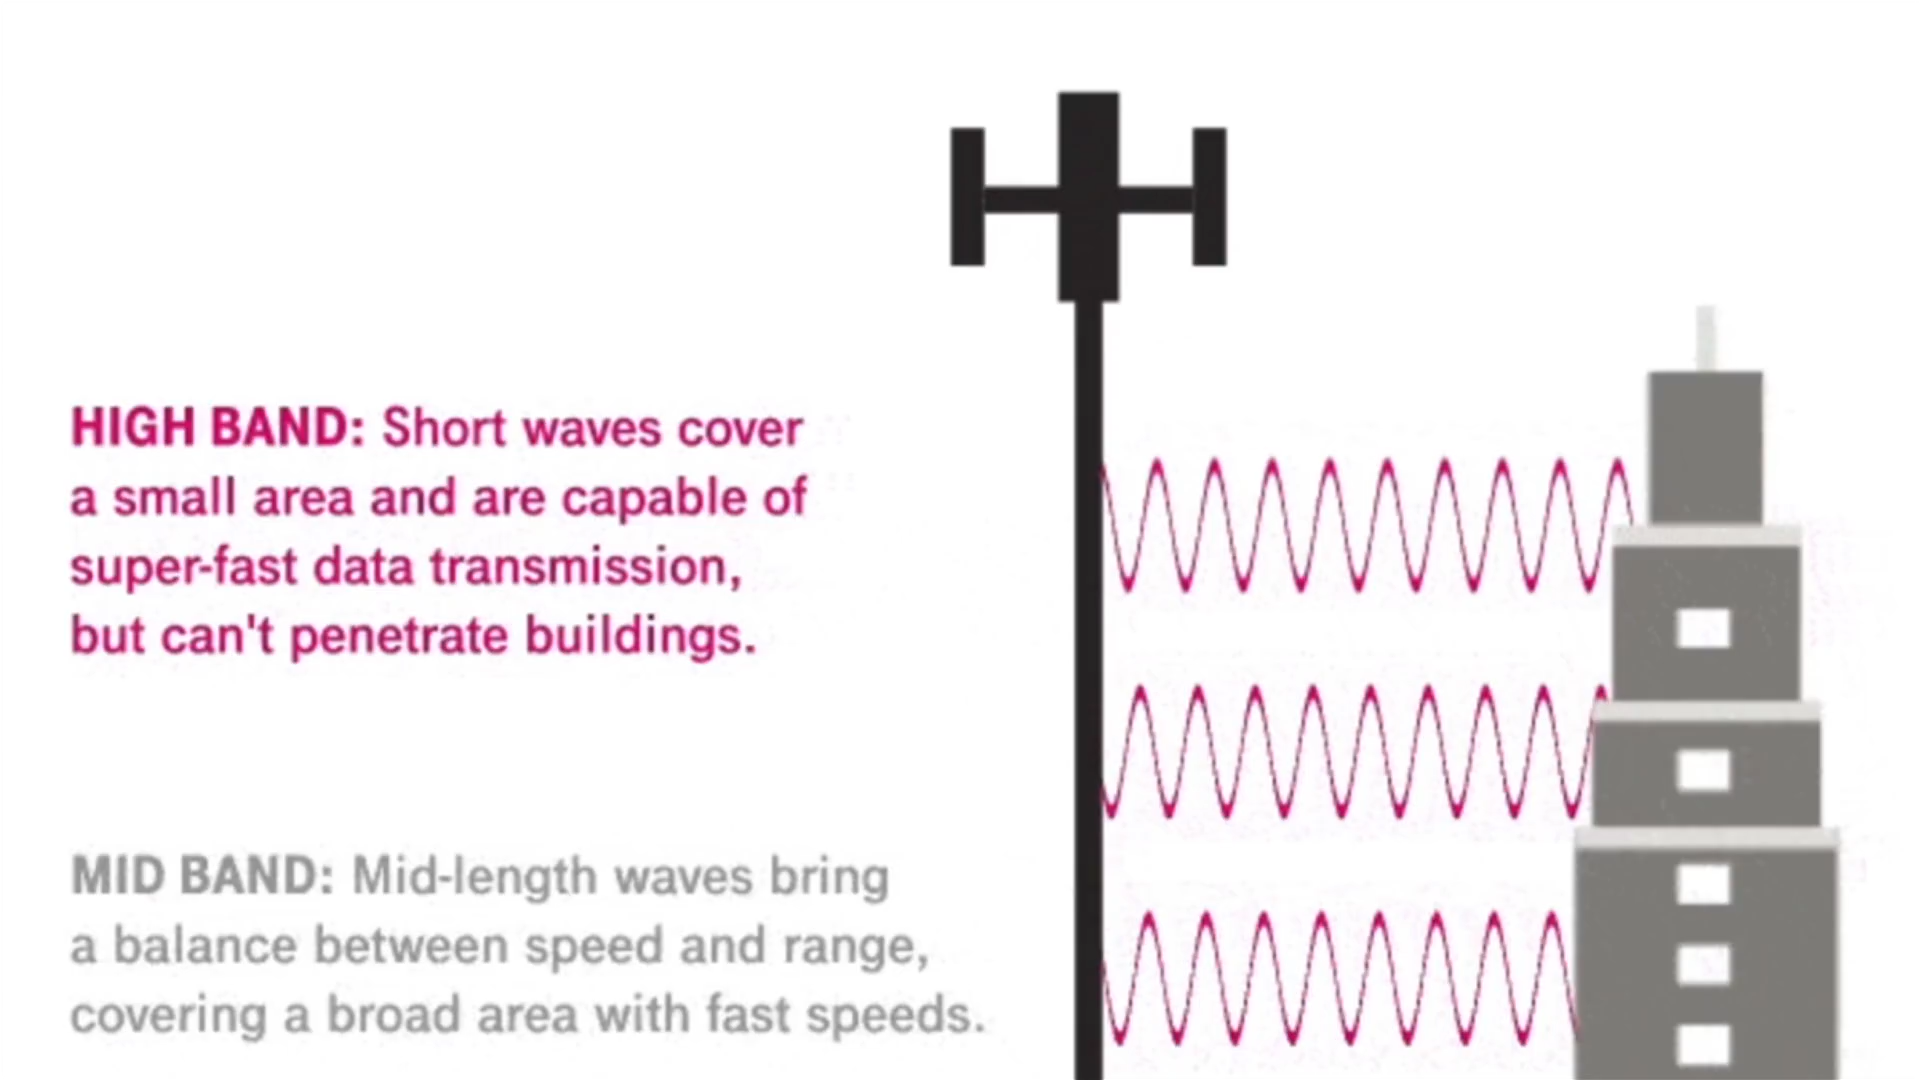 HIGH BAND: Short waves cover
a small area and are capable of
super-fast data transmission,
but can't penetrate buildings.
MID BAND: Mid-length waves bring
a balance between speed and range,
covering a broad area with fast speeds.